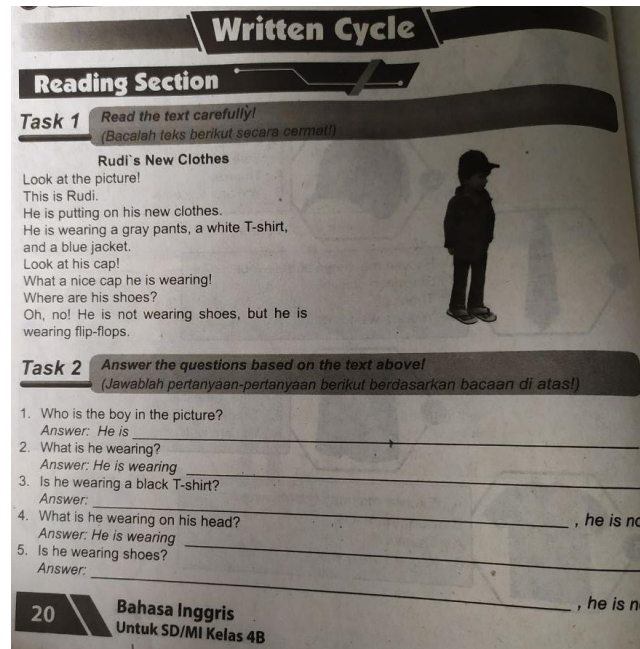 Written Cycle
Reading Section
Task 1 Read the text carefully!
(Bacalah teks berikut secara cermat!)
Rudi`s New Clothes
Look at the picture!
This is Rudi.
He is putting on his new clothes.
He is wearing a gray pants, a white T-shirt,
and a blue jacket.
Look at his cap!
What a nice cap he is wearing!
Where are his shoes?
Oh, no! He is not wearing shoes, but he is
wearing flip-flops.
Task 2 Answer the questions based on the text above!
(Jawablah pertanyaan-pertanyaan berikut berdasarkan bacaan di atas!)
1. Who is the boy in the picture?
Answer: He is
2. What is he wearing?
Answer: He is wearing
3. Is he wearing a black T-shirt?
Answer: , he is no
4. What is he wearing on his head?
Answer: He is wearing
5. Is he wearing shoes?
Answer: , he is n
20 Bahasa Inggris
Untuk SD/MI Kelas 4B